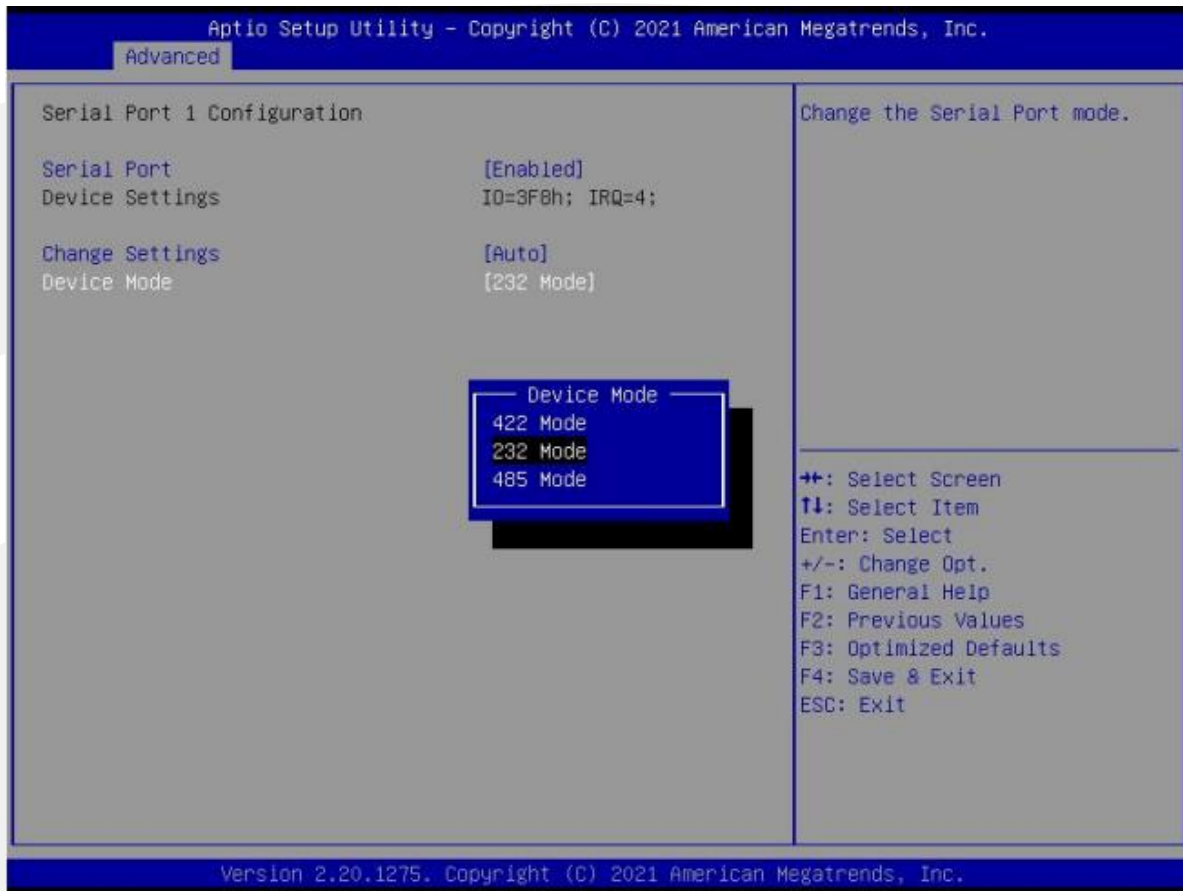 Aptio Setup Utility – Copyright (C) 2021 American Megatrends, Inc.
Advanced
Serial Port 1 Configuration
Serial Port [Enabled]
Device Settings IO=3F8h; IRQ=4;
Change Settings [Auto]
Device Mode [232 Mode]
Device Mode
422 Mode
232 Mode
485 Mode
Change the Serial Port mode.
→←: Select Screen
↑↓: Select Item
Enter: Select
+/-: Change Opt.
F1: General Help
F2: Previous Values
F3: Optimized Defaults
F4: Save & Exit
ESC: Exit
Version 2.20.1275. Copyright (C) 2021 American Megatrends, Inc.